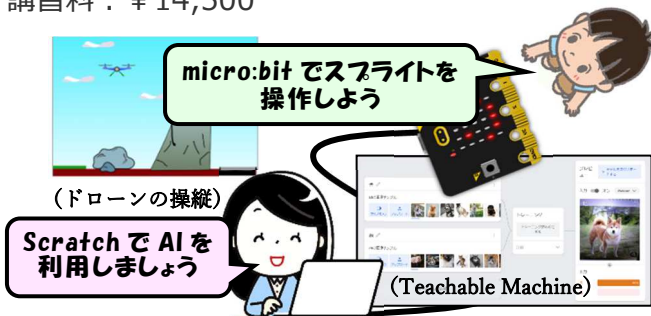 講習料:￥14,500
micro:bit でスプライトを
操作しよう
(ドローンの操縦)
Scratch で AI を
利用しましょう
(Teachable Machine)